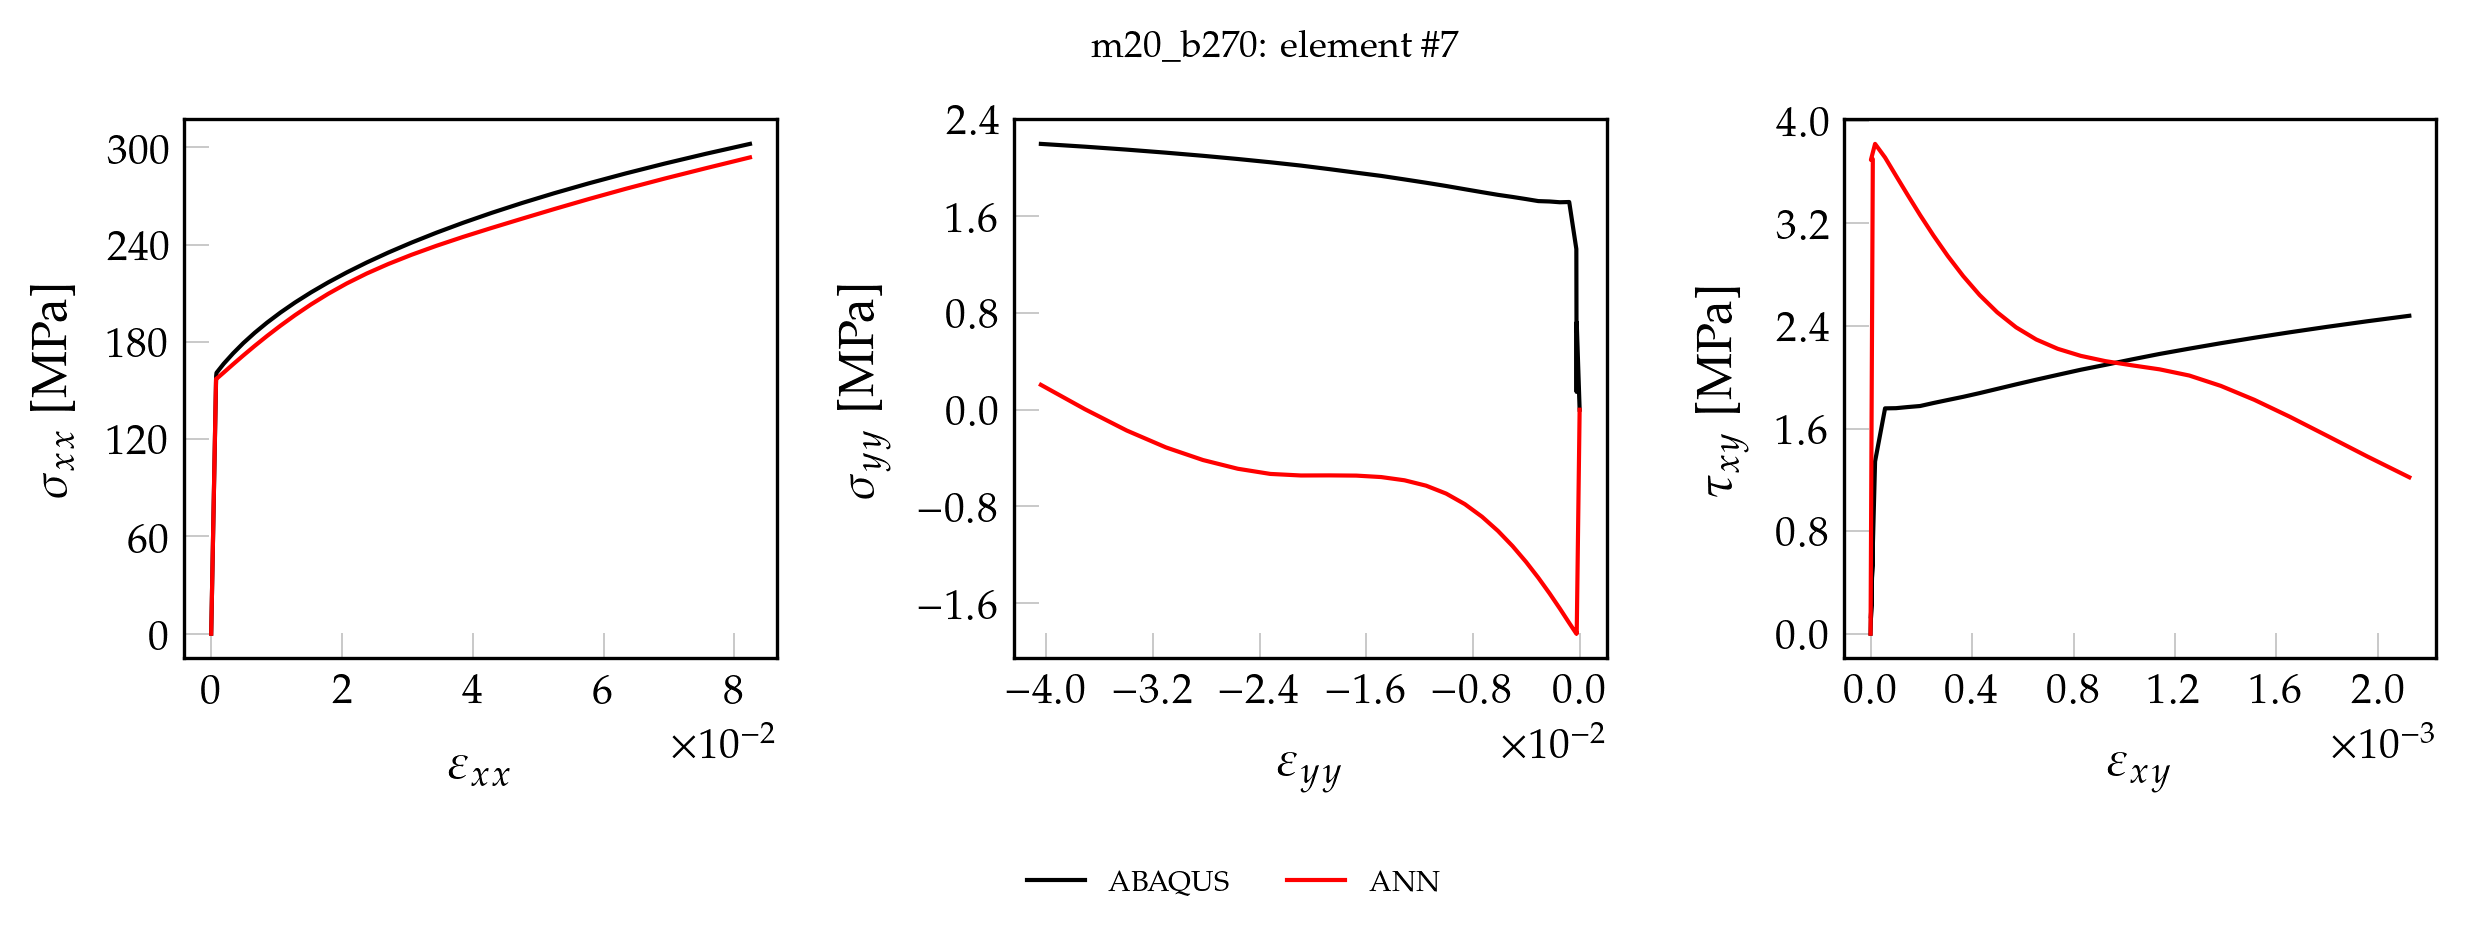 m20_b270: element #7
300
240
180
120
60
0
σxx [MPa]
0 2 4 6 8
×10−2
εxx
2.4
1.6
0.8
0.0
−0.8
−1.6
σyy [MPa]
−4.0 −3.2 −2.4 −1.6 −0.8 0.0
×10−2
εyy
4.0
3.2
2.4
1.6
0.8
0.0
τxy [MPa]
0.0 0.4 0.8 1.2 1.6 2.0
×10−3
εxy
ABAQUS ANN